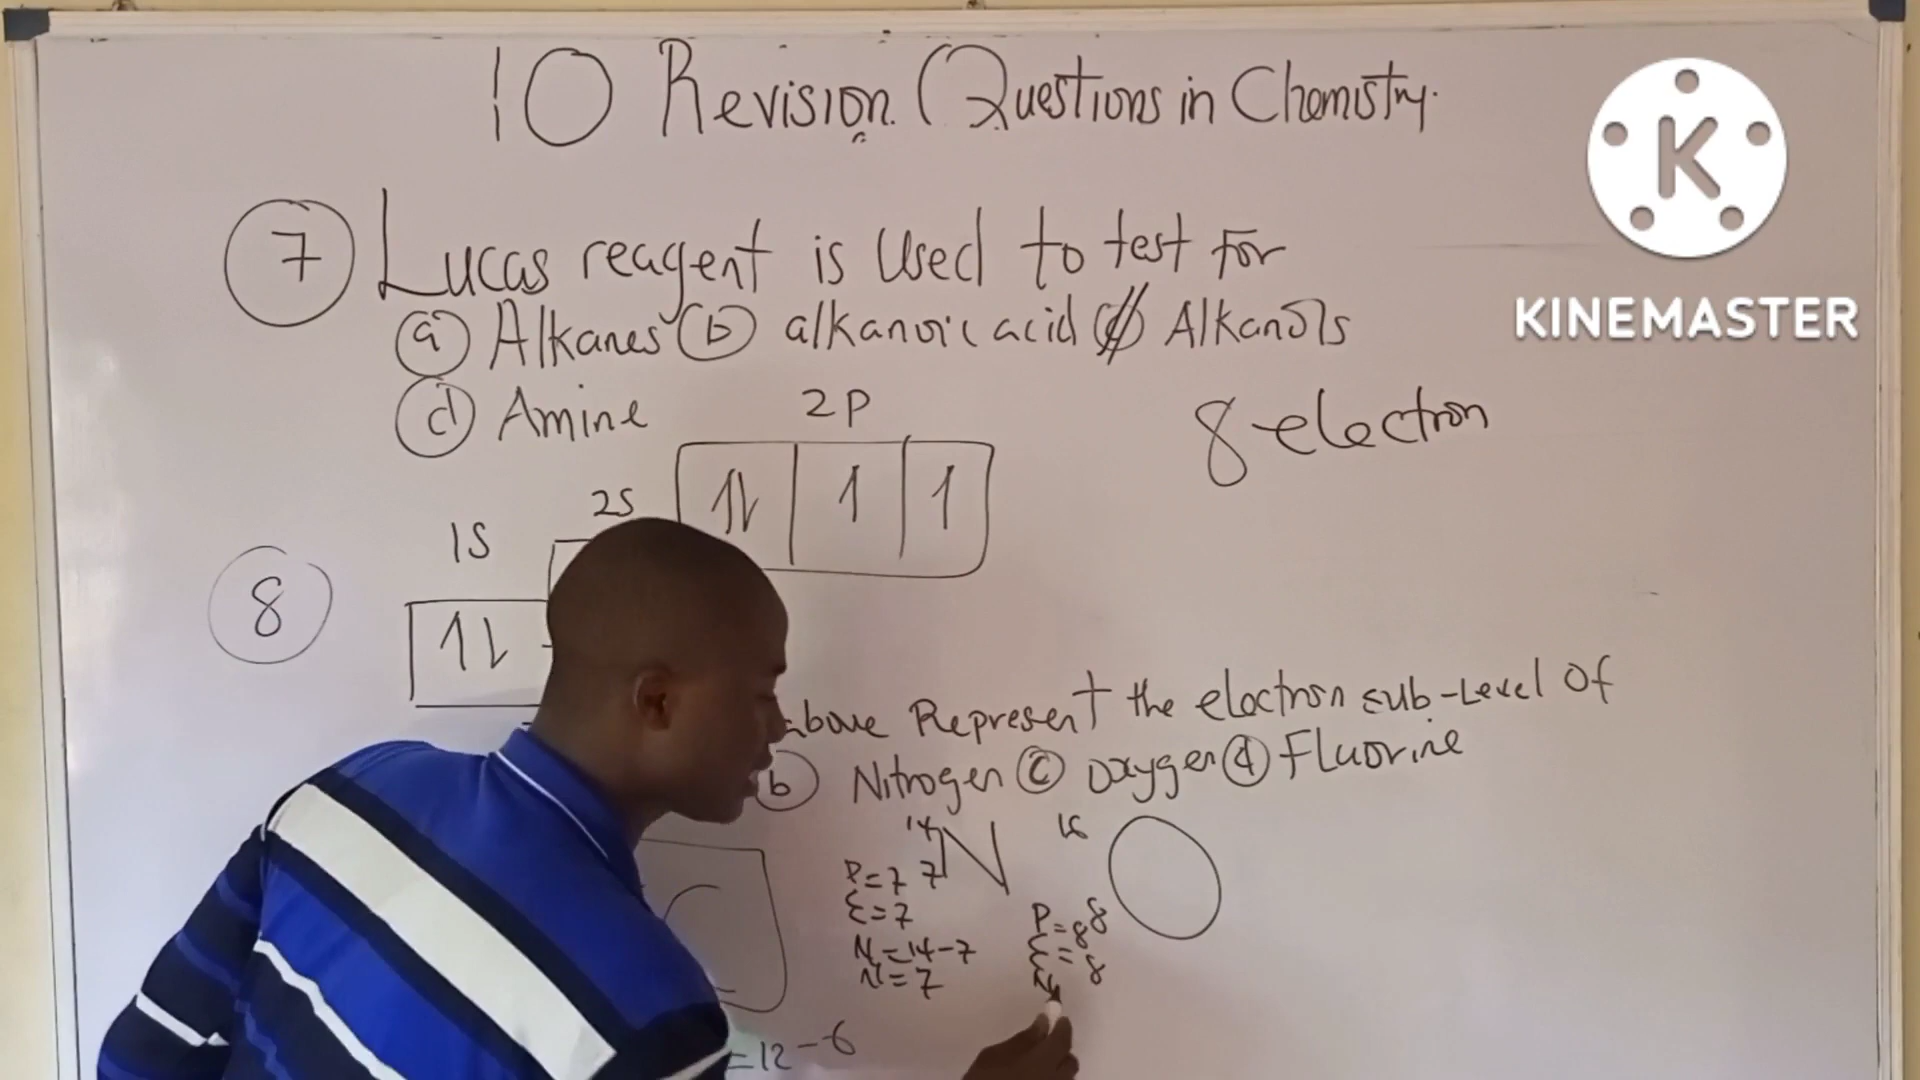 10 Revision Questions in Chemistry.
7 Lucas reagent is Used to test For
a Alkanes b alkanoic acid c Alkanols
d Amine
2P
8 electron
2S
1S
8
above Represent the electron sub-Level Of
b Nitrogen c Oxygen d Fluorine
14
N
7
16
O
8
P=7
E=7
N=14-7
N=7
P=8
E=8
N
C
=12-6
K
KINEMASTER